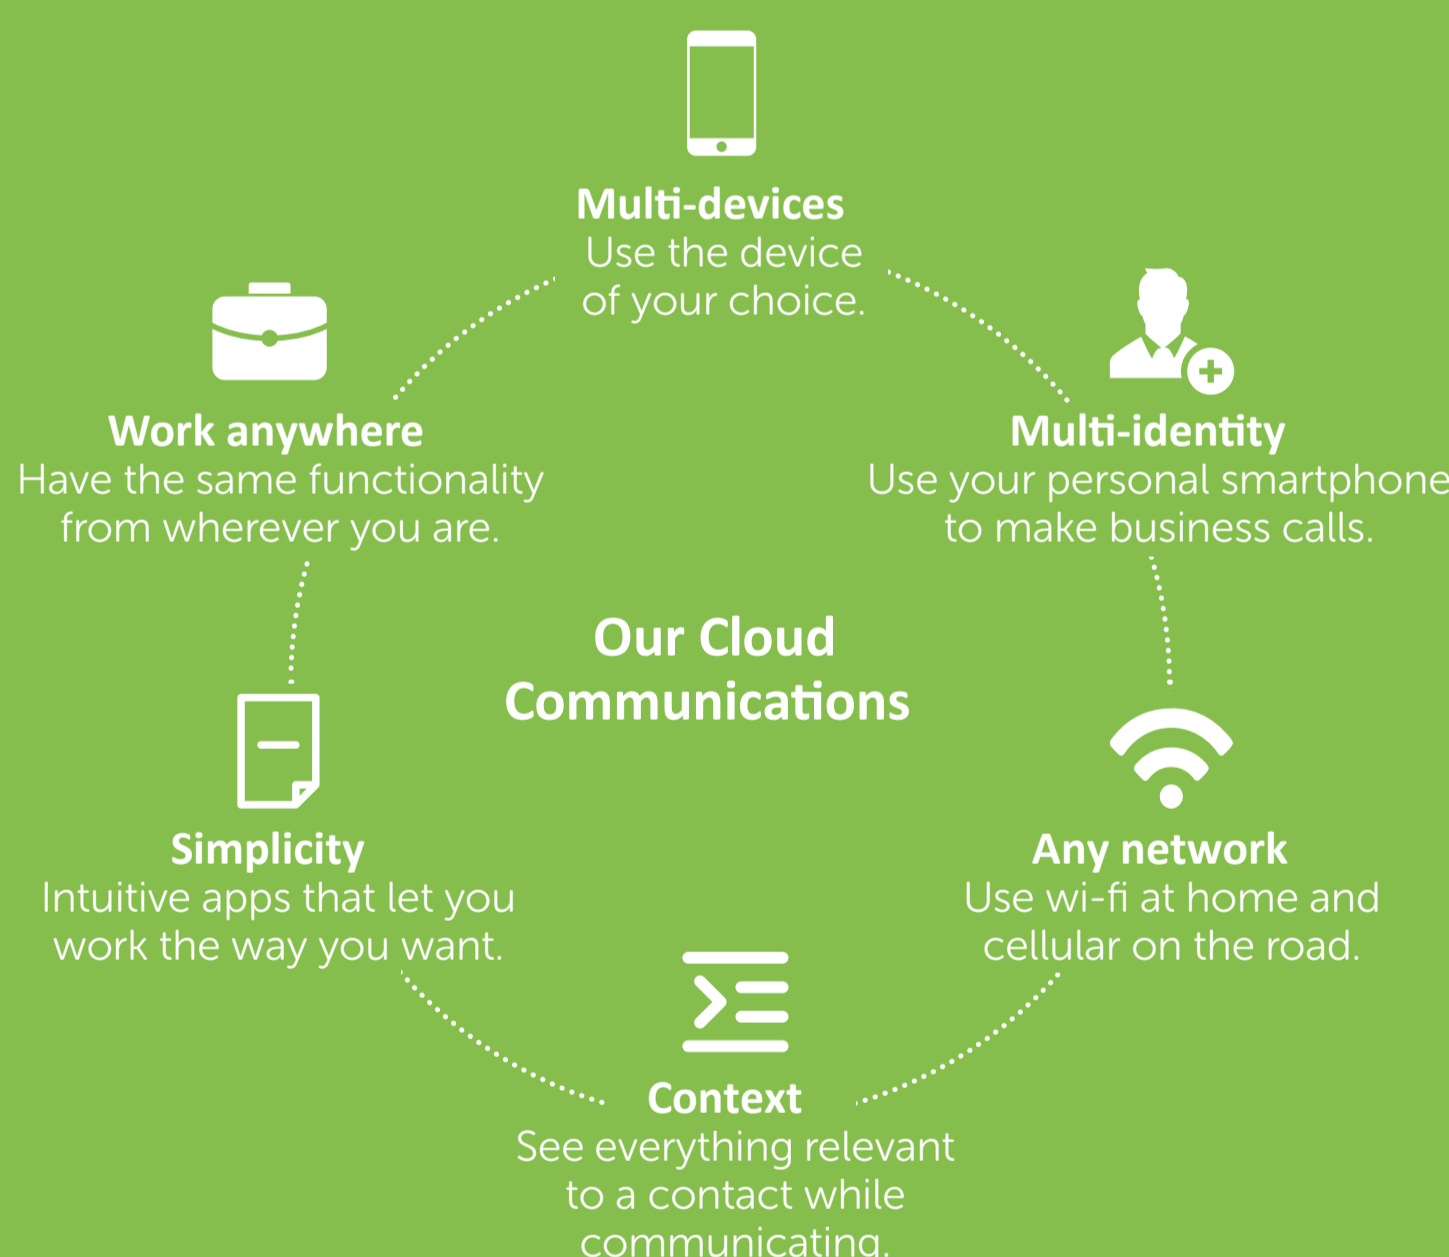 Multi-devices
Use the device
of your choice.
Work anywhere
Have the same functionality
from wherever you are.
Multi-identity
Use your personal smartphone
to make business calls.
Our Cloud
Communications
Simplicity
Intuitive apps that let you
work the way you want.
Any network
Use wi-fi at home and
cellular on the road.
Context
See everything relevant
to a contact while
communicating.